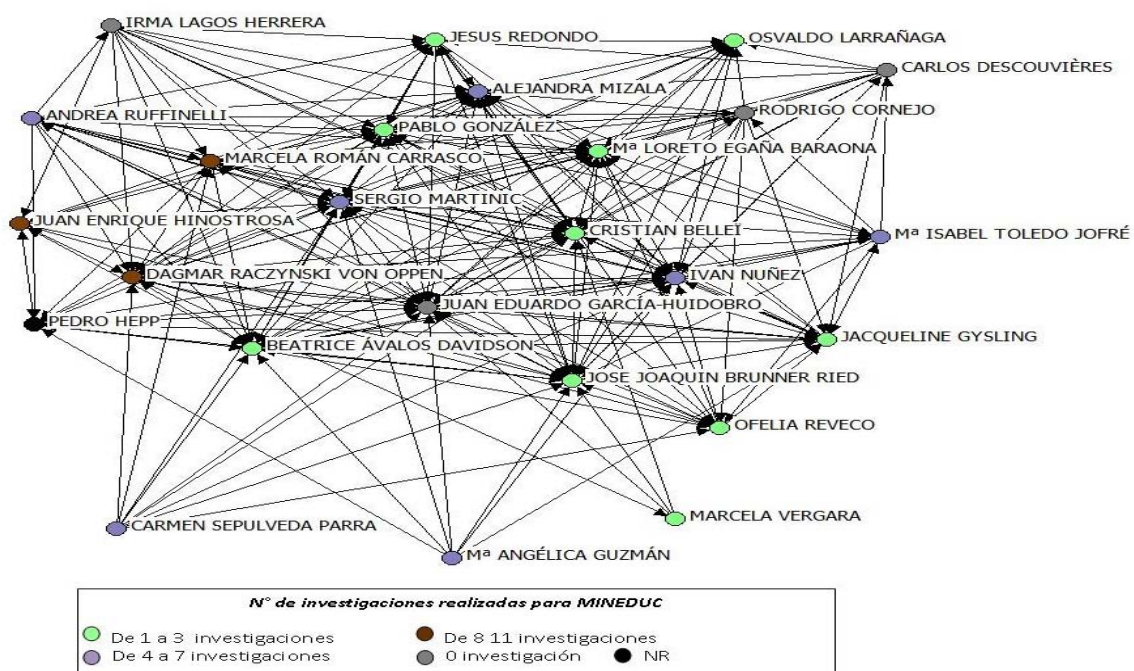 IRMA LAGOS HERRERA
JESUS REDONDO
OSVALDO LARRAÑAGA
CARLOS DESCOUVIÈRES
ALEJANDRA MIZALA
RODRIGO CORNEJO
ANDREA RUFFINELLI
PABLO GONZÁLEZ
Mª LORETO EGAÑA BARAONA
MARCELA ROMÁN CARRASCO
SERGIO MARTINIC
JUAN ENRIQUE HINOSTROSA
CRISTIAN BELLEÏ
Mª ISABEL TOLEDO JOFRÉ
DAGMAR RACZYNSKI VON OPPEN
IVAN NUÑEZ
JUAN EDUARDO GARCÍA-HUIDOBRO
PEDRO HEPP
BEATRICE ÁVALOS DAVIDSON
JACQUELINE GYSLING
JOSE JOAQUIN BRUNNER RIED
OFELIA REVECO
MARCELA VERGARA
CARMEN SEPULVEDA PARRA
Mª ANGÉLICA GUZMÁN
N° de investigaciones realizadas para MINEDUC
De 1 a 3 investigaciones
De 8 11 investigaciones
De 4 a 7 investigaciones
0 investigación
NR